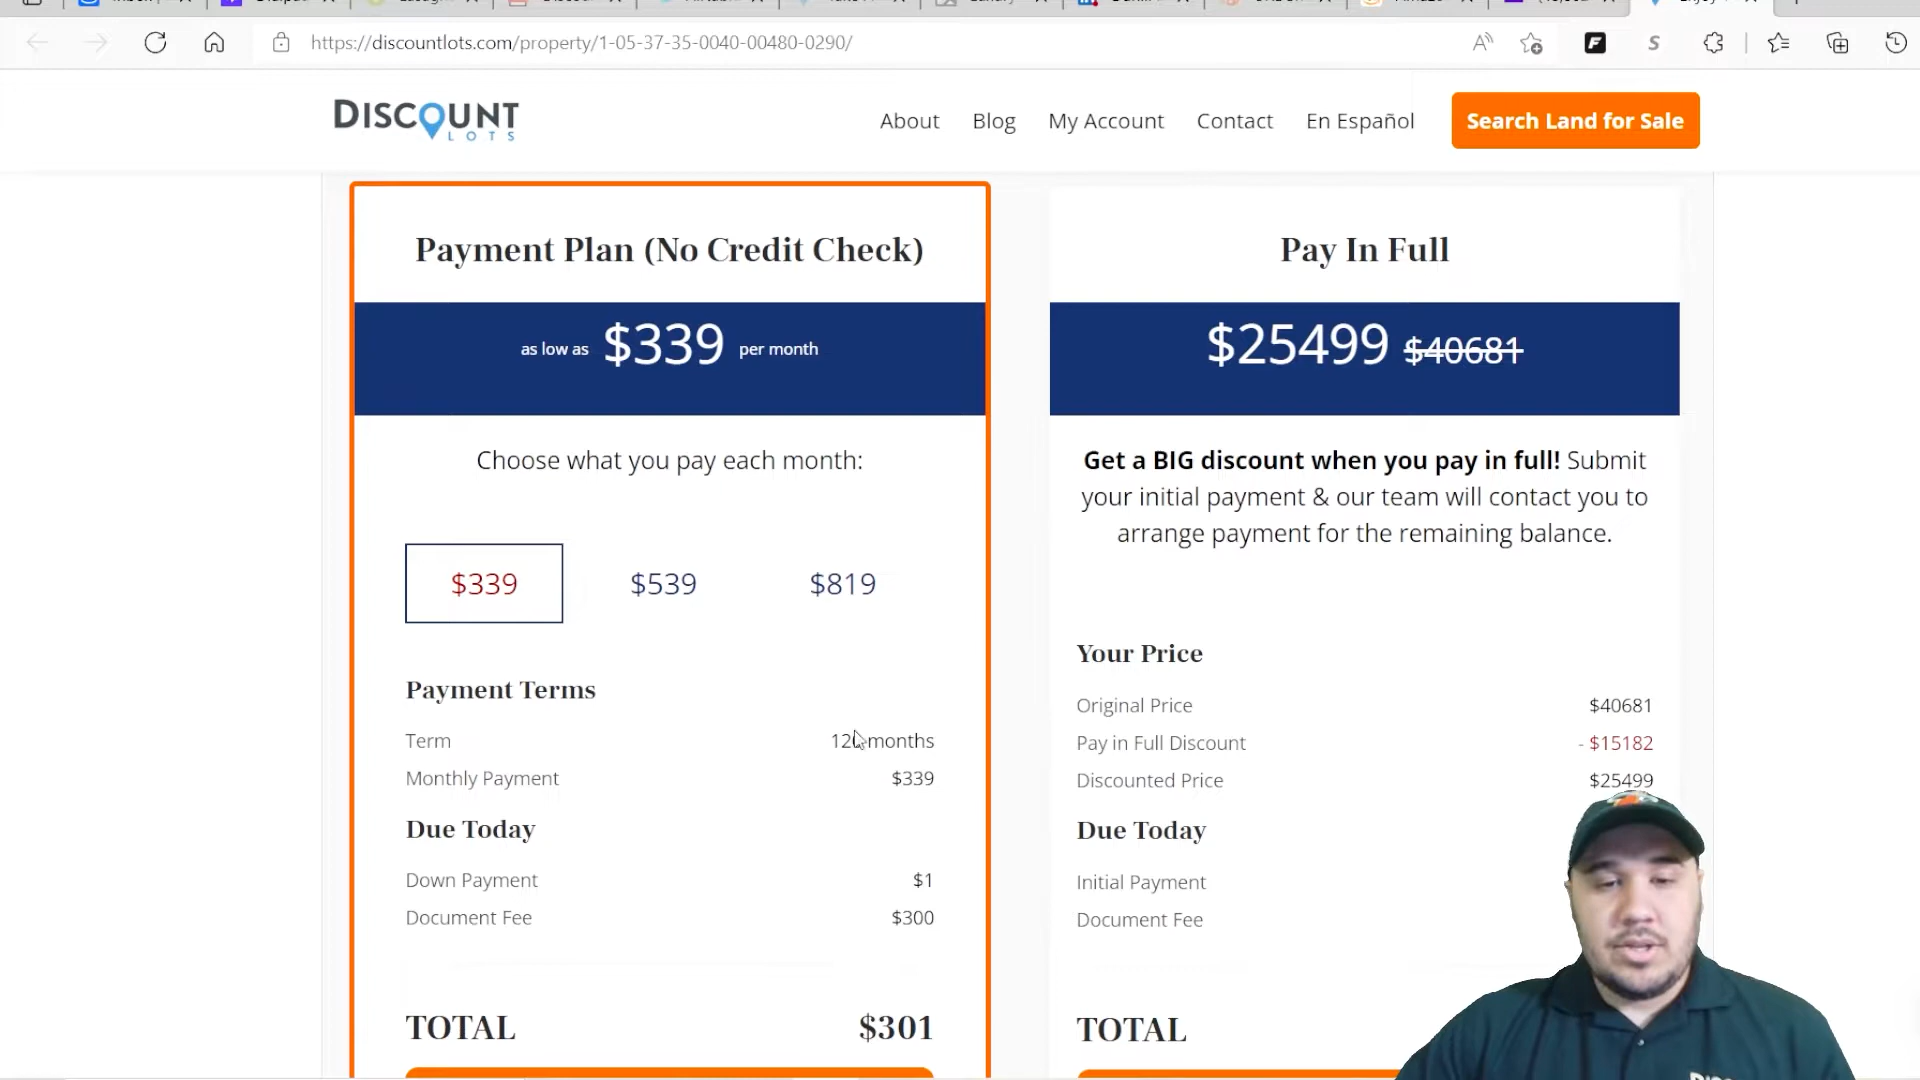 https://discountlots.com/property/1-05-37-35-0040-00480-0290/
DISCOUNT
LOTS
About
Blog
My Account
Contact
En Español
Search Land for Sale
Payment Plan (No Credit Check)
as low as $339 per month
Choose what you pay each month:
$339
$539
$819
Payment Terms
Term
months
Monthly Payment $339
Due Today
Down Payment $1
Document Fee $300
TOTAL $301
Pay In Full
$25499 $40681
Get a BIG discount when you pay in full! Submit
your initial payment & our team will contact you to
arrange payment for the remaining balance.
Your Price
Original Price $40681
Pay in Full Discount - $15182
Discounted Price $25499
Due Today
Initial Payment
Document Fee
TOTAL